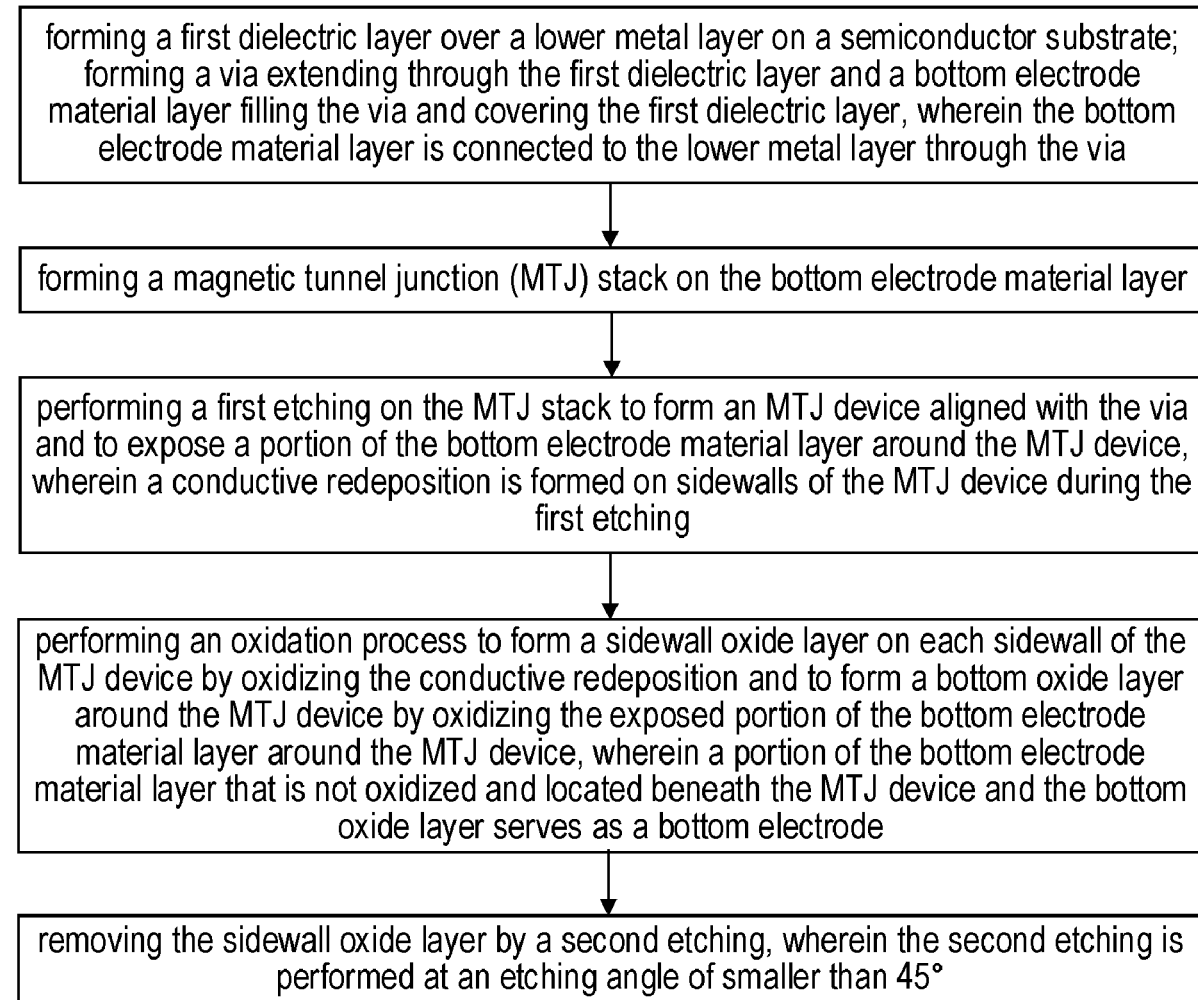 forming a first dielectric layer over a lower metal layer on a semiconductor substrate;
forming a via extending through the first dielectric layer and a bottom electrode
material layer filling the via and covering the first dielectric layer, wherein the bottom
electrode material layer is connected to the lower metal layer through the via
forming a magnetic tunnel junction (MTJ) stack on the bottom electrode material layer
performing a first etching on the MTJ stack to form an MTJ device aligned with the via
and to expose a portion of the bottom electrode material layer around the MTJ device,
wherein a conductive redeposition is formed on sidewalls of the MTJ device during the
first etching
performing an oxidation process to form a sidewall oxide layer on each sidewall of the
MTJ device by oxidizing the conductive redeposition and to form a bottom oxide layer
around the MTJ device by oxidizing the exposed portion of the bottom electrode
material layer around the MTJ device, wherein a portion of the bottom electrode
material layer that is not oxidized and located beneath the MTJ device and the bottom
oxide layer serves as a bottom electrode
removing the sidewall oxide layer by a second etching, wherein the second etching is
performed at an etching angle of smaller than 45°